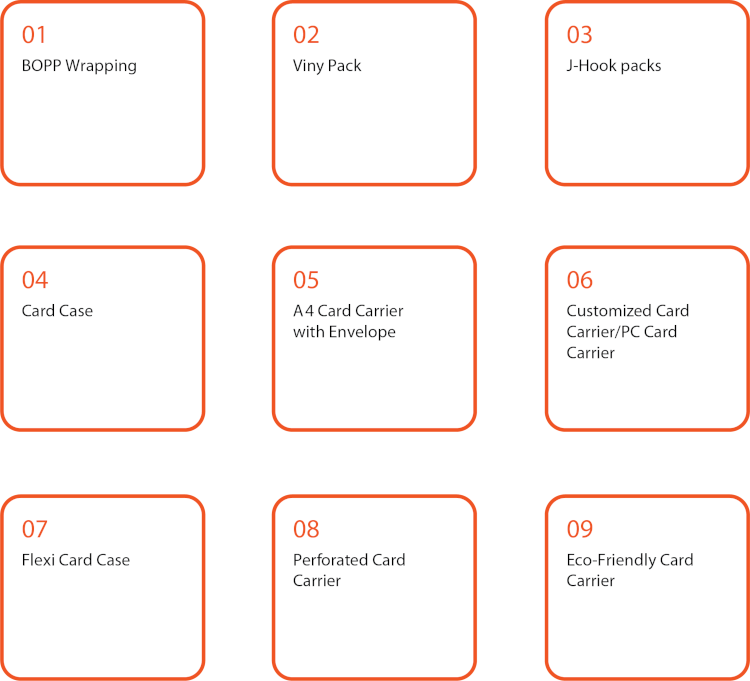 01
BOPP Wrapping
02
Viny Pack
03
J-Hook packs
04
Card Case
05
A4 Card Carrier
with Envelope
06
Customized Card
Carrier/PC Card
Carrier
07
Flexi Card Case
08
Perforated Card
Carrier
09
Eco-Friendly Card
Carrier